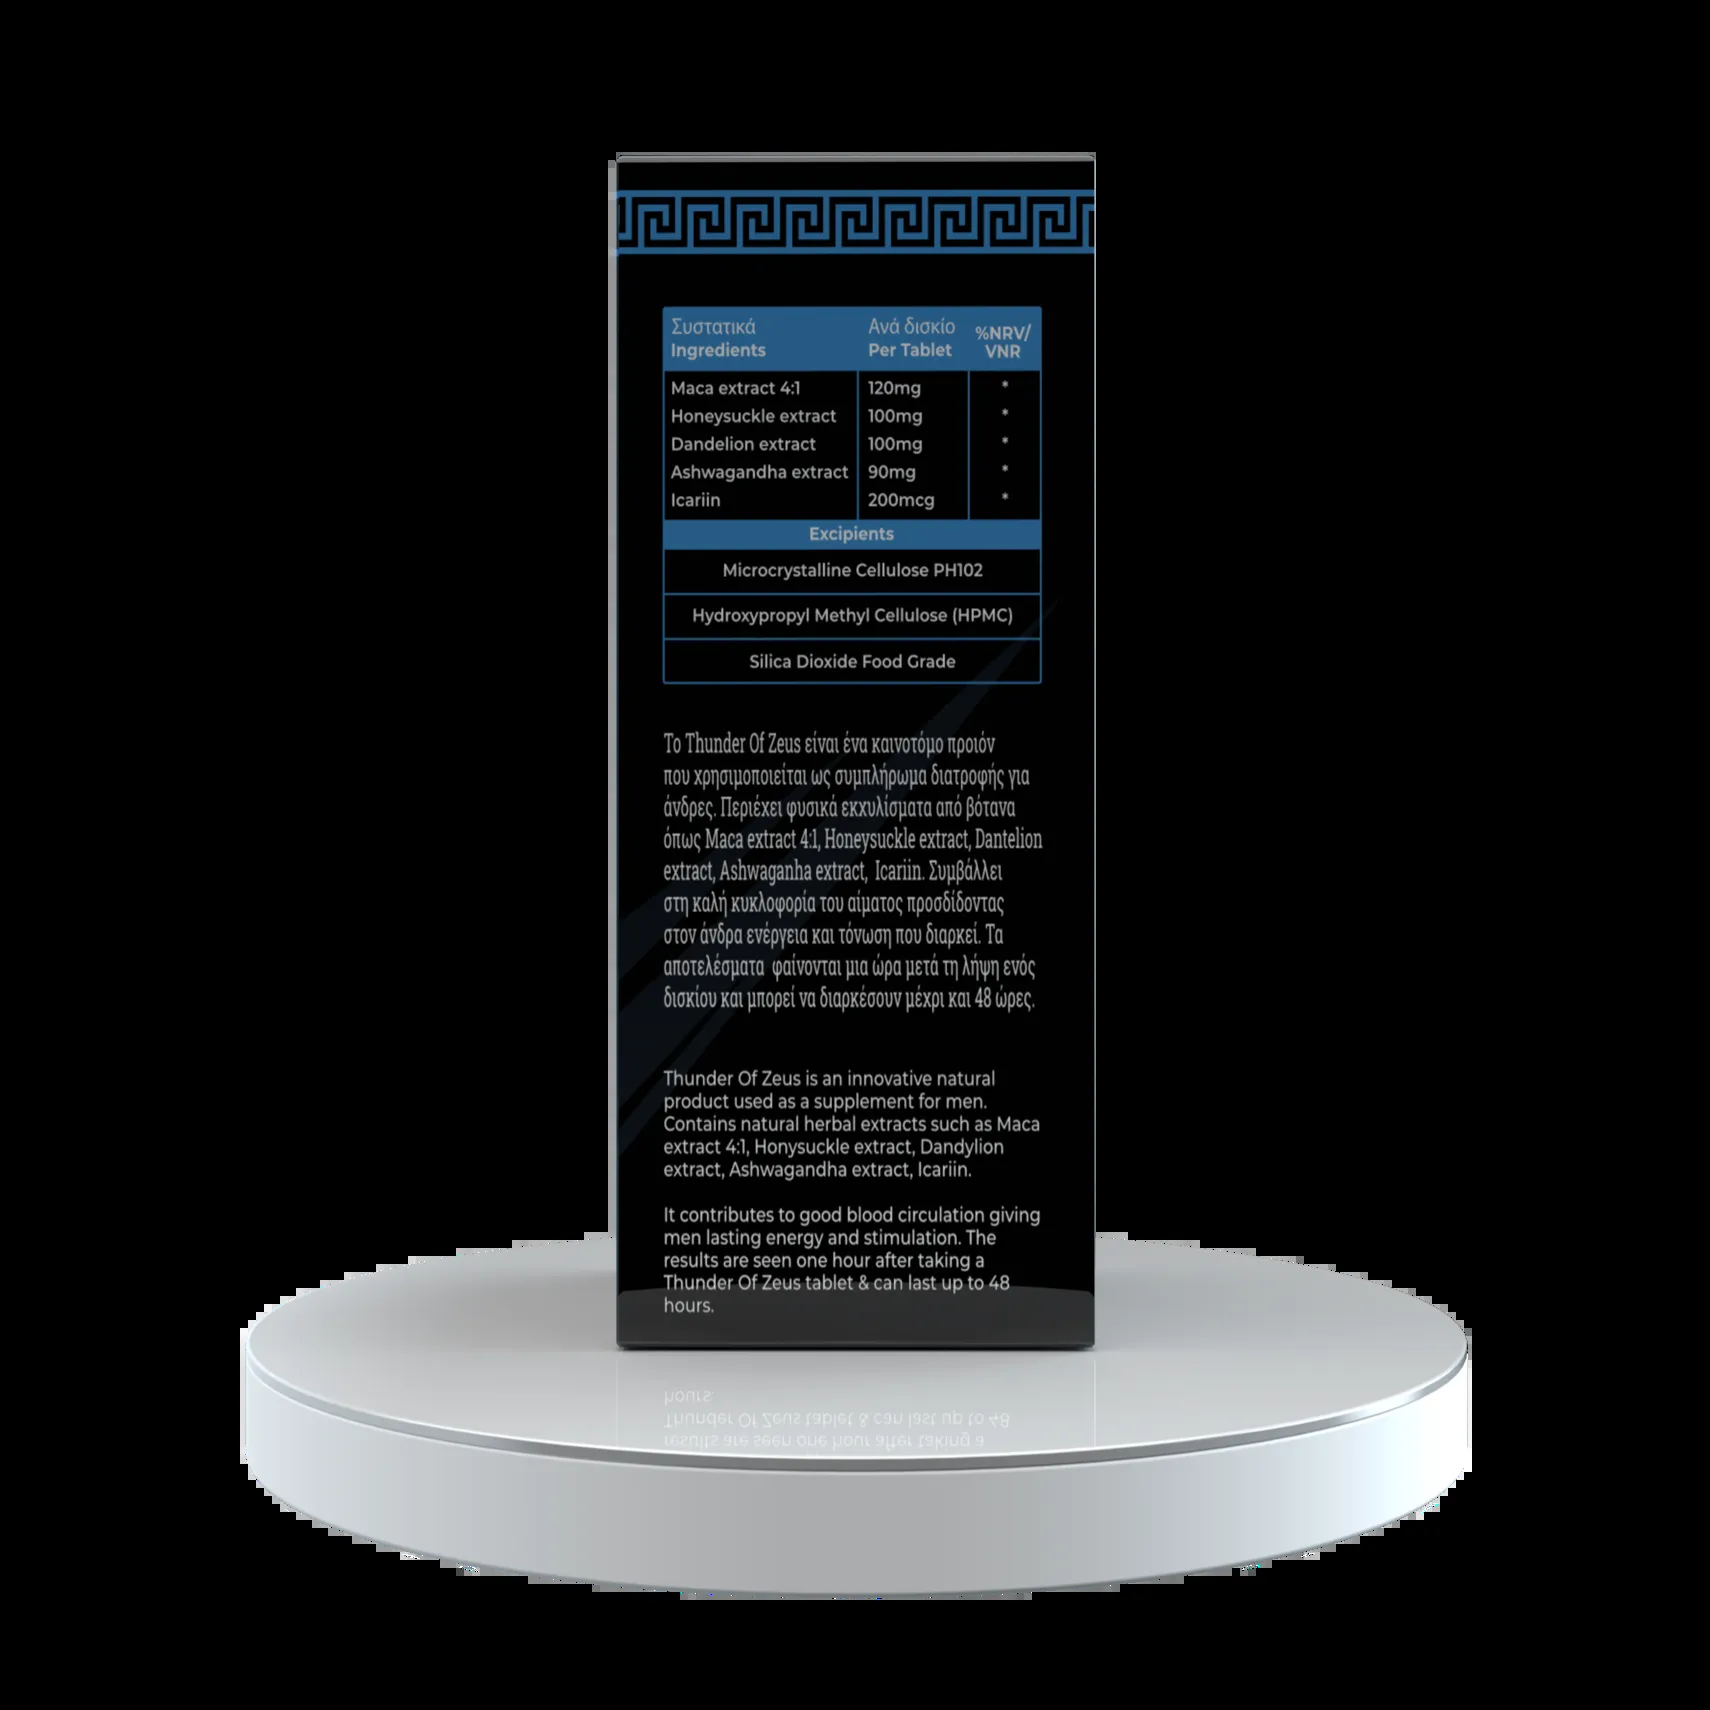 Συστατικά Ανά δισκίο %NRV/
Ingredients Per Tablet VNR
Maca extract 4:1 120mg *
Honeysuckle extract 100mg *
Dandelion extract 100mg *
Ashwagandha extract 90mg *
Icariin 200mcg *
Excipients
Microcrystalline Cellulose PH102
Hydroxypropyl Methyl Cellulose (HPMC)
Silica Dioxide Food Grade
Το Thunder Of Zeus είναι ένα καινοτόμο προιόν
που χρησιμοποιείται ως συμπλήρωμα διατροφής για
άνδρες. Περιέχει φυσικά εκχυλίσματα από βότανα
όπως Maca extract 4:1, Honeysuckle extract, Dantelion
extract, Ashwaganha extract, Icariin. Συμβάλλει
στη καλή κυκλοφορία του αίματος προσδίδοντας
στον άνδρα ενέργεια και τόνωση που διαρκεί. Τα
αποτελέσματα φαίνονται μια ώρα μετά τη λήψη ενός
δισκίου και μπορεί να διαρκέσουν μέχρι και 48 ώρες.
Thunder Of Zeus is an innovative natural
product used as a supplement for men.
Contains natural herbal extracts such as Maca
extract 4:1, Honysuckle extract, Dandylion
extract, Ashwagandha extract, Icariin.
It contributes to good blood circulation giving
men lasting energy and stimulation. The
results are seen one hour after taking a
Thunder Of Zeus tablet & can last up to 48
hours.